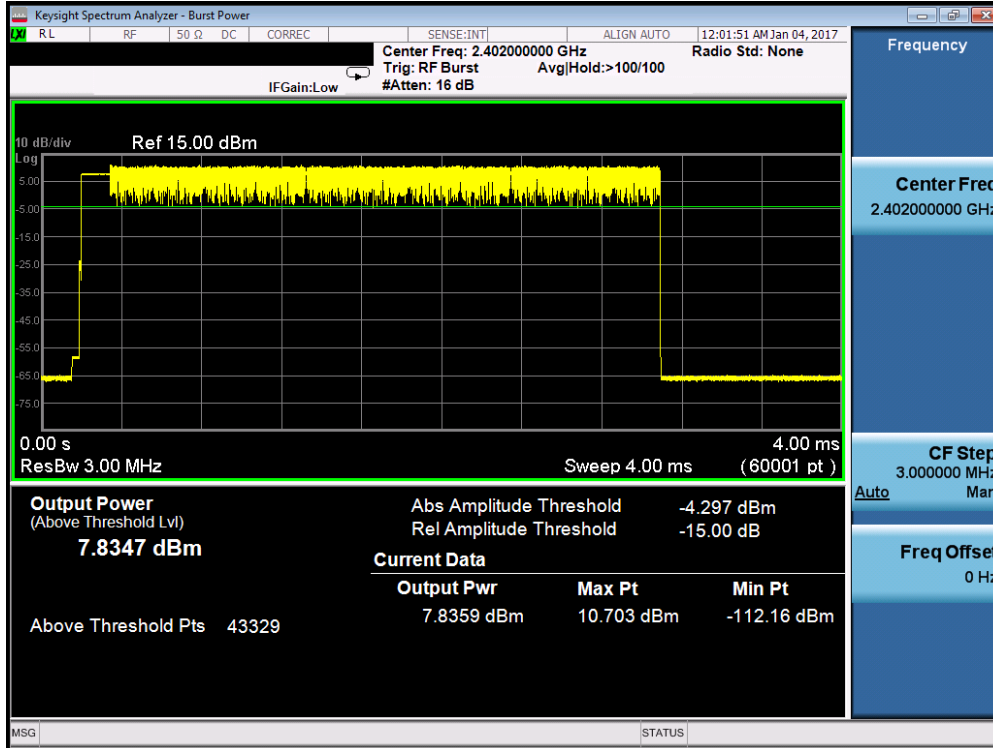 Keysight Spectrum Analyzer - Burst Power
LXI RL RF 50 Ω DC CORREC SENSE:INT ALIGN AUTO 12:01:51 AM Jan 04, 2017
Center Freq: 2.402000000 GHz Radio Std: None
Trig: RF Burst Avg|Hold:>100/100
IFGain:Low #Atten: 16 dB
Frequency
10 dB/div Ref 15.00 dBm
Log
5.00
-5.00
-15.0
-25.0
-35.0
-45.0
-55.0
-65.0
-75.0
0.00 s 4.00 ms
ResBw 3.00 MHz Sweep 4.00 ms (60001 pt)
Output Power
(Above Threshold Lvl)
7.8347 dBm
Above Threshold Pts 43329
Abs Amplitude Threshold -4.297 dBm
Rel Amplitude Threshold -15.00 dB
Current Data
Output Pwr Max Pt Min Pt
7.8359 dBm 10.703 dBm -112.16 dBm
Center Freq
2.402000000 GHz
CF Step
3.000000 MHz
Auto Man
Freq Offset
0 Hz
MSG STATUS